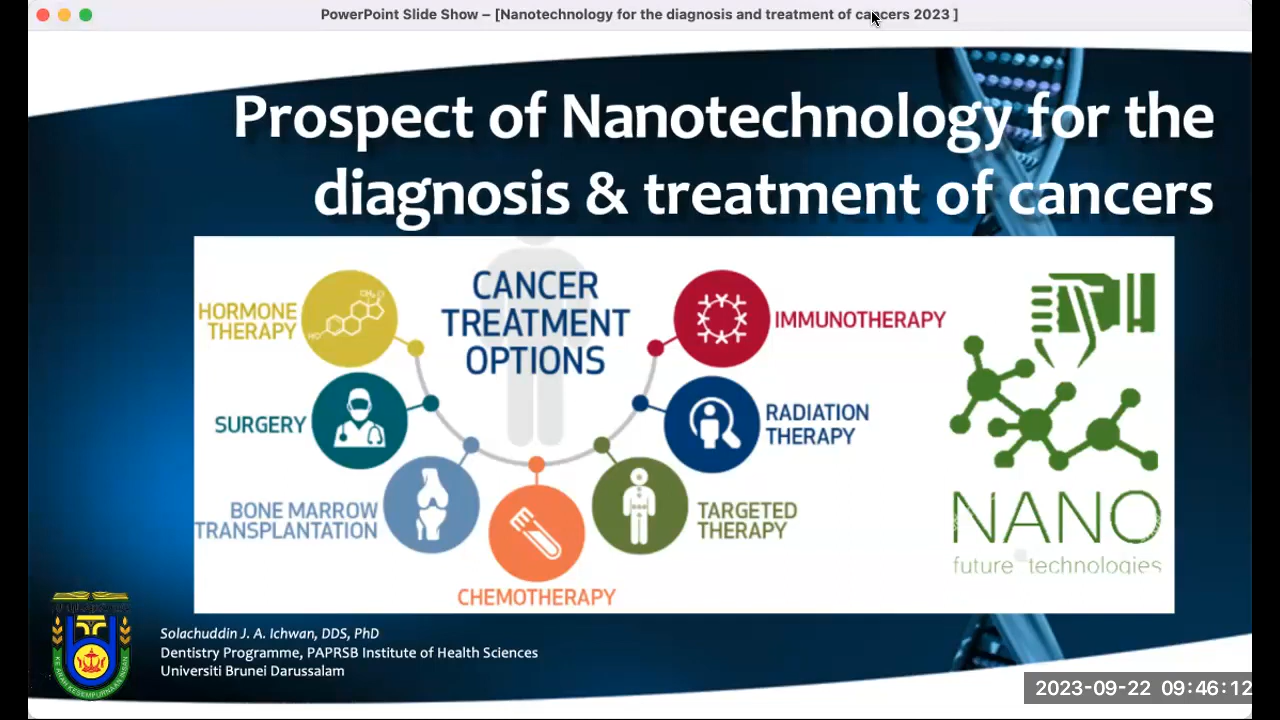 PowerPoint Slide Show – [Nanotechnology for the diagnosis and treatment of cancers 2023 ]
Prospect of Nanotechnology for the
diagnosis & treatment of cancers
CANCER
TREATMENT
OPTIONS
HORMONE
THERAPY
SURGERY
BONE MARROW
TRANSPLANTATION
CHEMOTHERAPY
TARGETED
THERAPY
RADIATION
THERAPY
IMMUNOTHERAPY
NANO
future technologies
Solachuddin J. A. Ichwan, DDS, PhD
Dentistry Programme, PAPRSB Institute of Health Sciences
Universiti Brunei Darussalam
2023-09-22 09:46:12